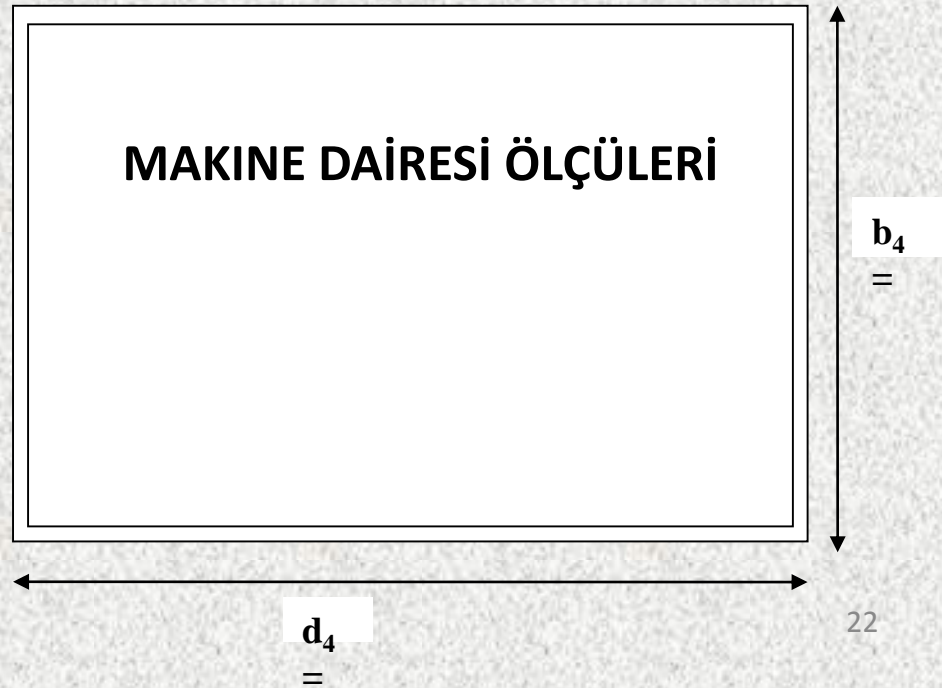 MAKINE DAİRESİ ÖLÇÜLERİ
b₄
=
d₄
=
22